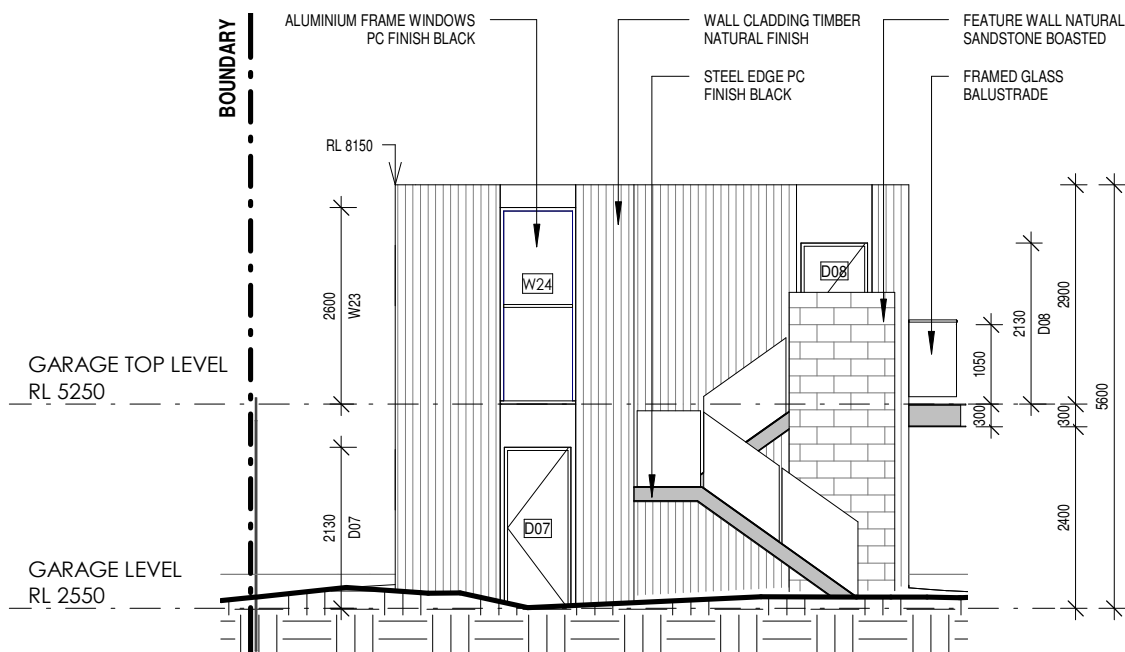 ALUMINIUM FRAME WINDOWS
PC FINISH BLACK
WALL CLADDING TIMBER
NATURAL FINISH
FEATURE WALL NATURAL
SANDSTONE BOASTED
STEEL EDGE PC
FINISH BLACK
FRAMED GLASS
BALUSTRADE
BOUNDARY
RL 8150
W24
D08
2600
W23
2130
D08
2900
1050
5600
GARAGE TOP LEVEL
RL 5250
300
300
2130
D07
D07
2400
GARAGE LEVEL
RL 2550